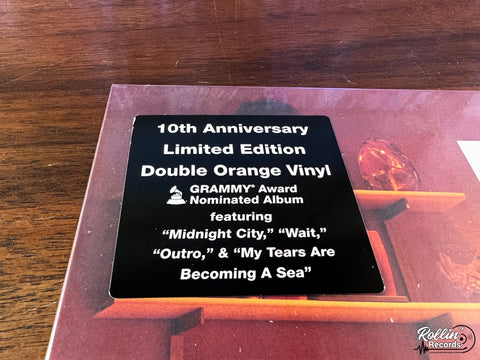 10th Anniversary
Limited Edition
Double Orange Vinyl
GRAMMY® Award
Nominated Album
featuring
“Midnight City,” “Wait,”
“Outro,” & “My Tears Are
Becoming A Sea”
Rollin'
Records